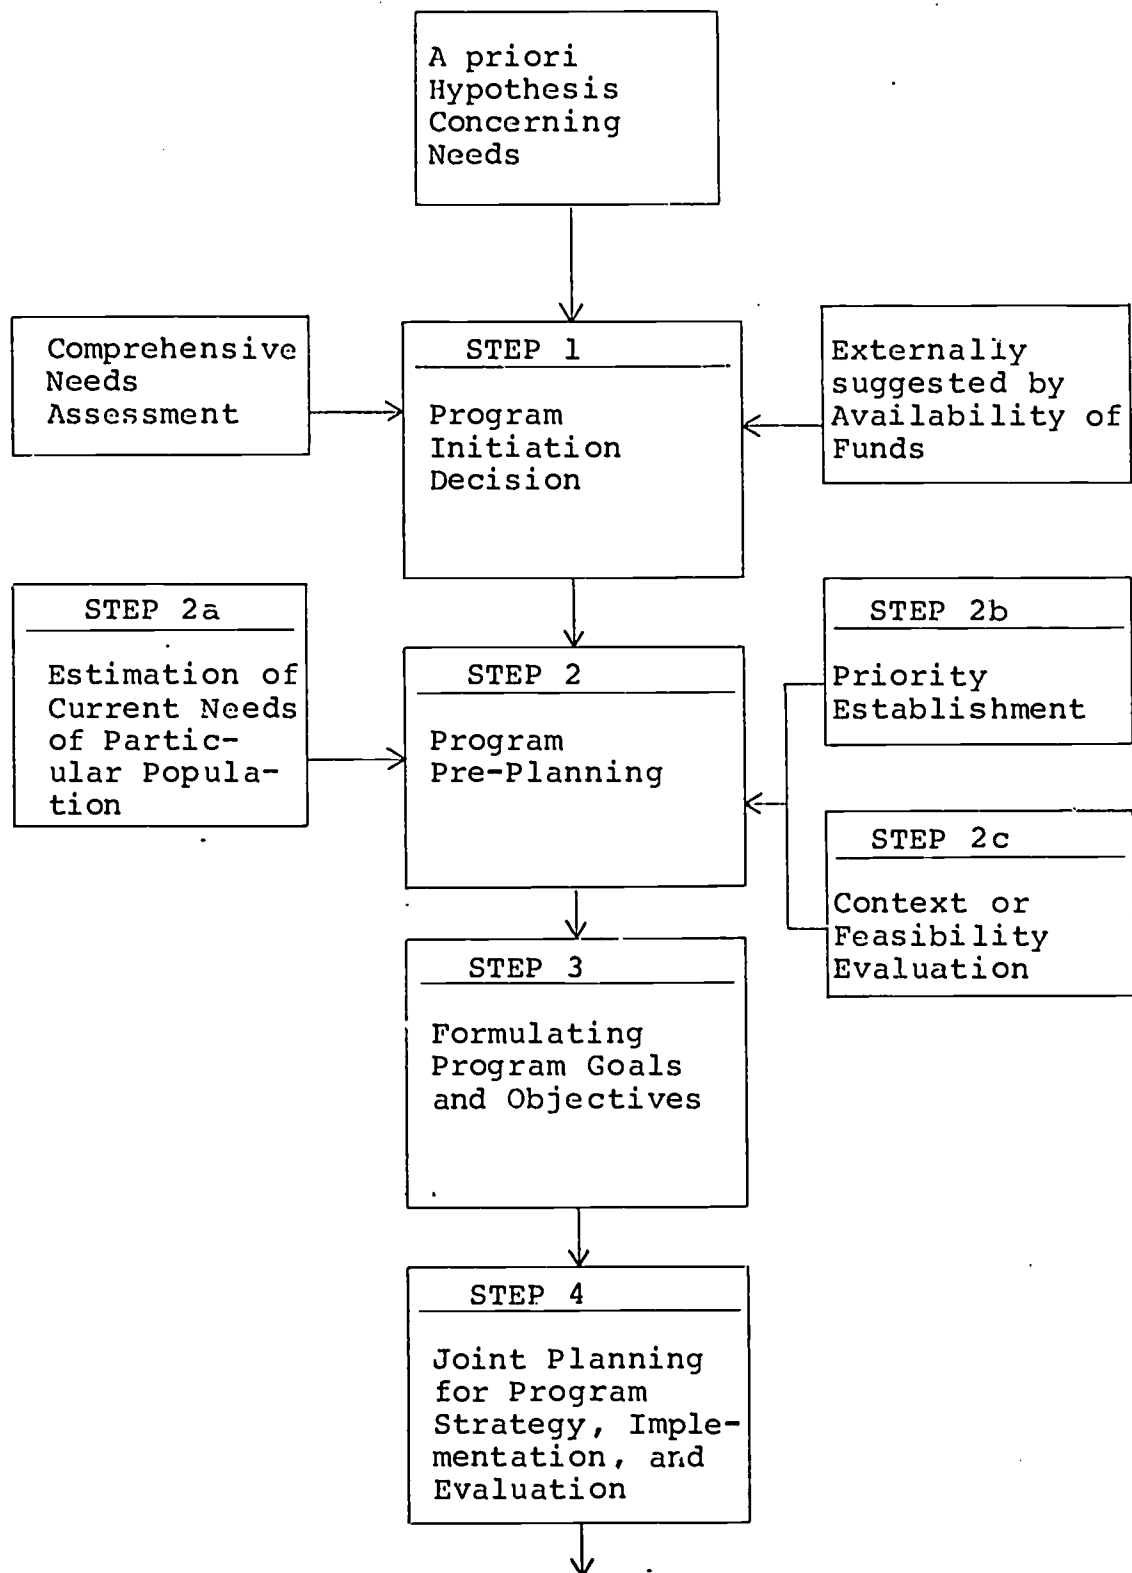 A priori
Hypothesis
Concerning
Needs
Comprehensive
Needs
Assessment
STEP 1
Program
Initiation
Decision
Externally
suggested by
Availability of
Funds
STEP 2a
Estimation of
Current Needs
of Partic-
ular Popula-
tion
STEP 2
Program
Pre-Planning
STEP 2b
Priority
Establishment
STEP 2c
Context or
Feasibility
Evaluation
STEP 3
Formulating
Program Goals
and Objectives
STEP 4
Joint Planning
for Program
Strategy, Imple-
mentation, and
Evaluation